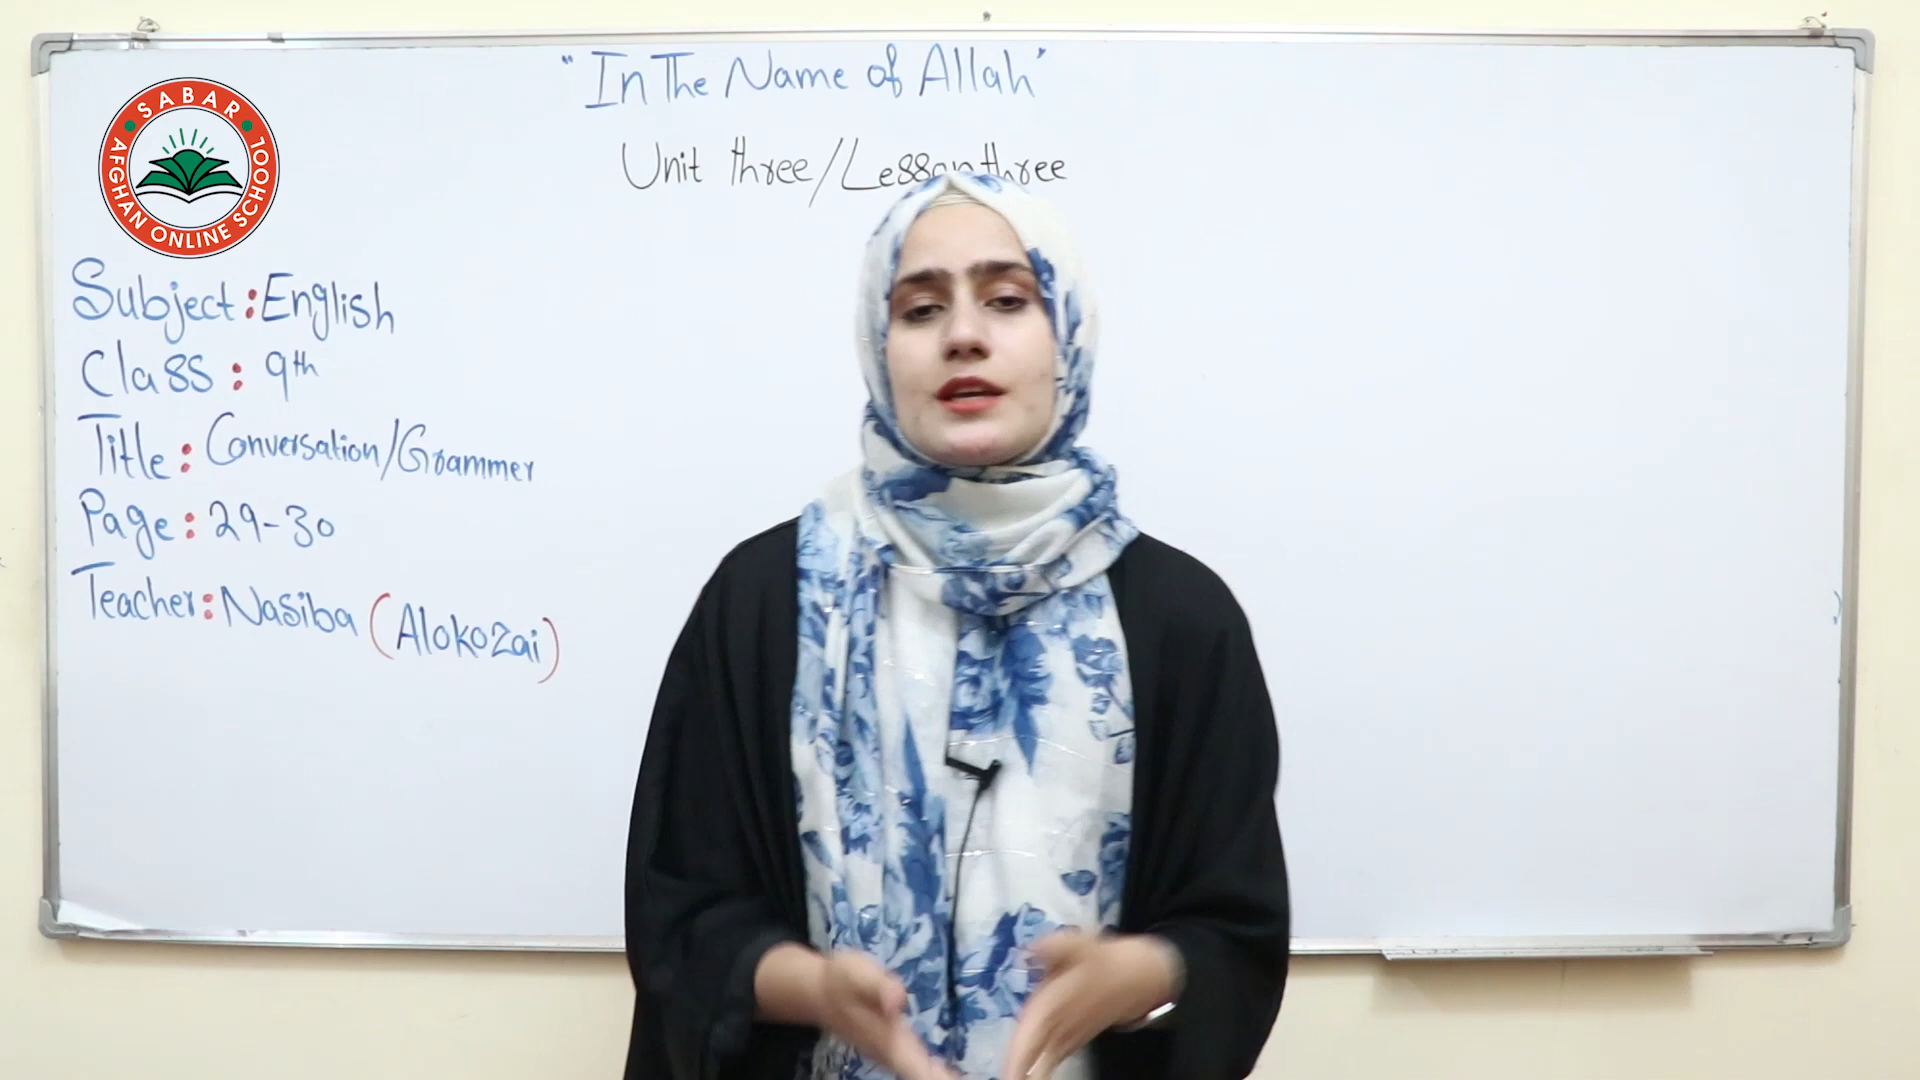 "In The Name of Allah"
Unit three/Lesson three
SABAR
AFGHAN ONLINE SCHOOL
Subject:English
Class: 9th
Title: Conversation/Grammer
Page: 29-30
Teacher: Nasiba (Alokozai)